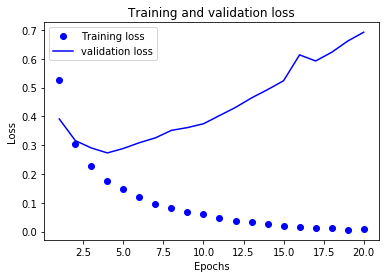 Training and validation loss
Training loss
validation loss
Loss
0.7
0.6
0.5
0.4
0.3
0.2
0.1
0.0
2.5 5.0 7.5 10.0 12.5 15.0 17.5 20.0
Epochs